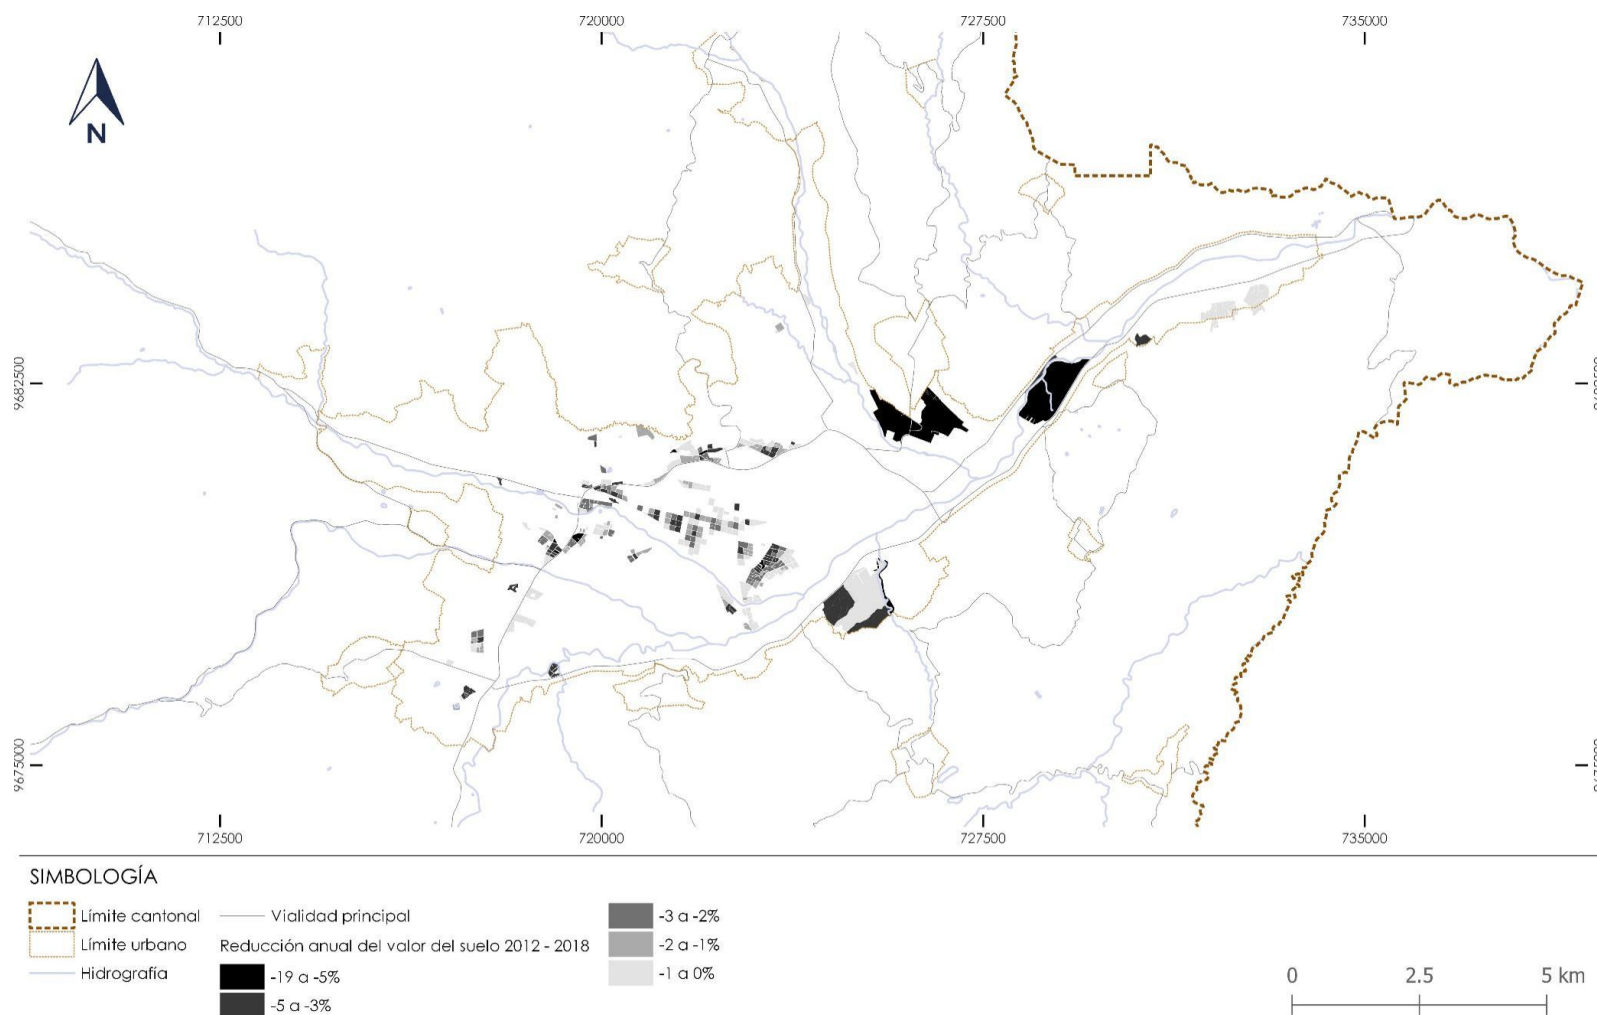 712500 720000 727500 735000
N
9682500
9675000
712500 720000 727500 735000
SIMBOLOGÍA
Límite cantonal
Límite urbano
Hidrografía
Vialidad principal
Reducción anual del valor del suelo 2012 - 2018
-19 a -5%
-5 a -3%
-3 a -2%
-2 a -1%
-1 a 0%
0 2.5 5 km